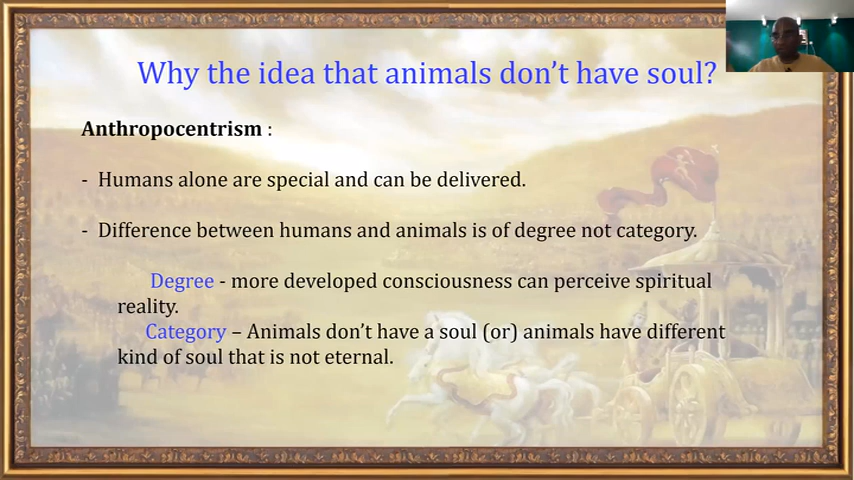 Why the idea that animals don’t have soul?
Anthropocentrism :
- Humans alone are special and can be delivered.
- Difference between humans and animals is of degree not category.
Degree - more developed consciousness can perceive spiritual
reality.
Category – Animals don’t have a soul (or) animals have different
kind of soul that is not eternal.